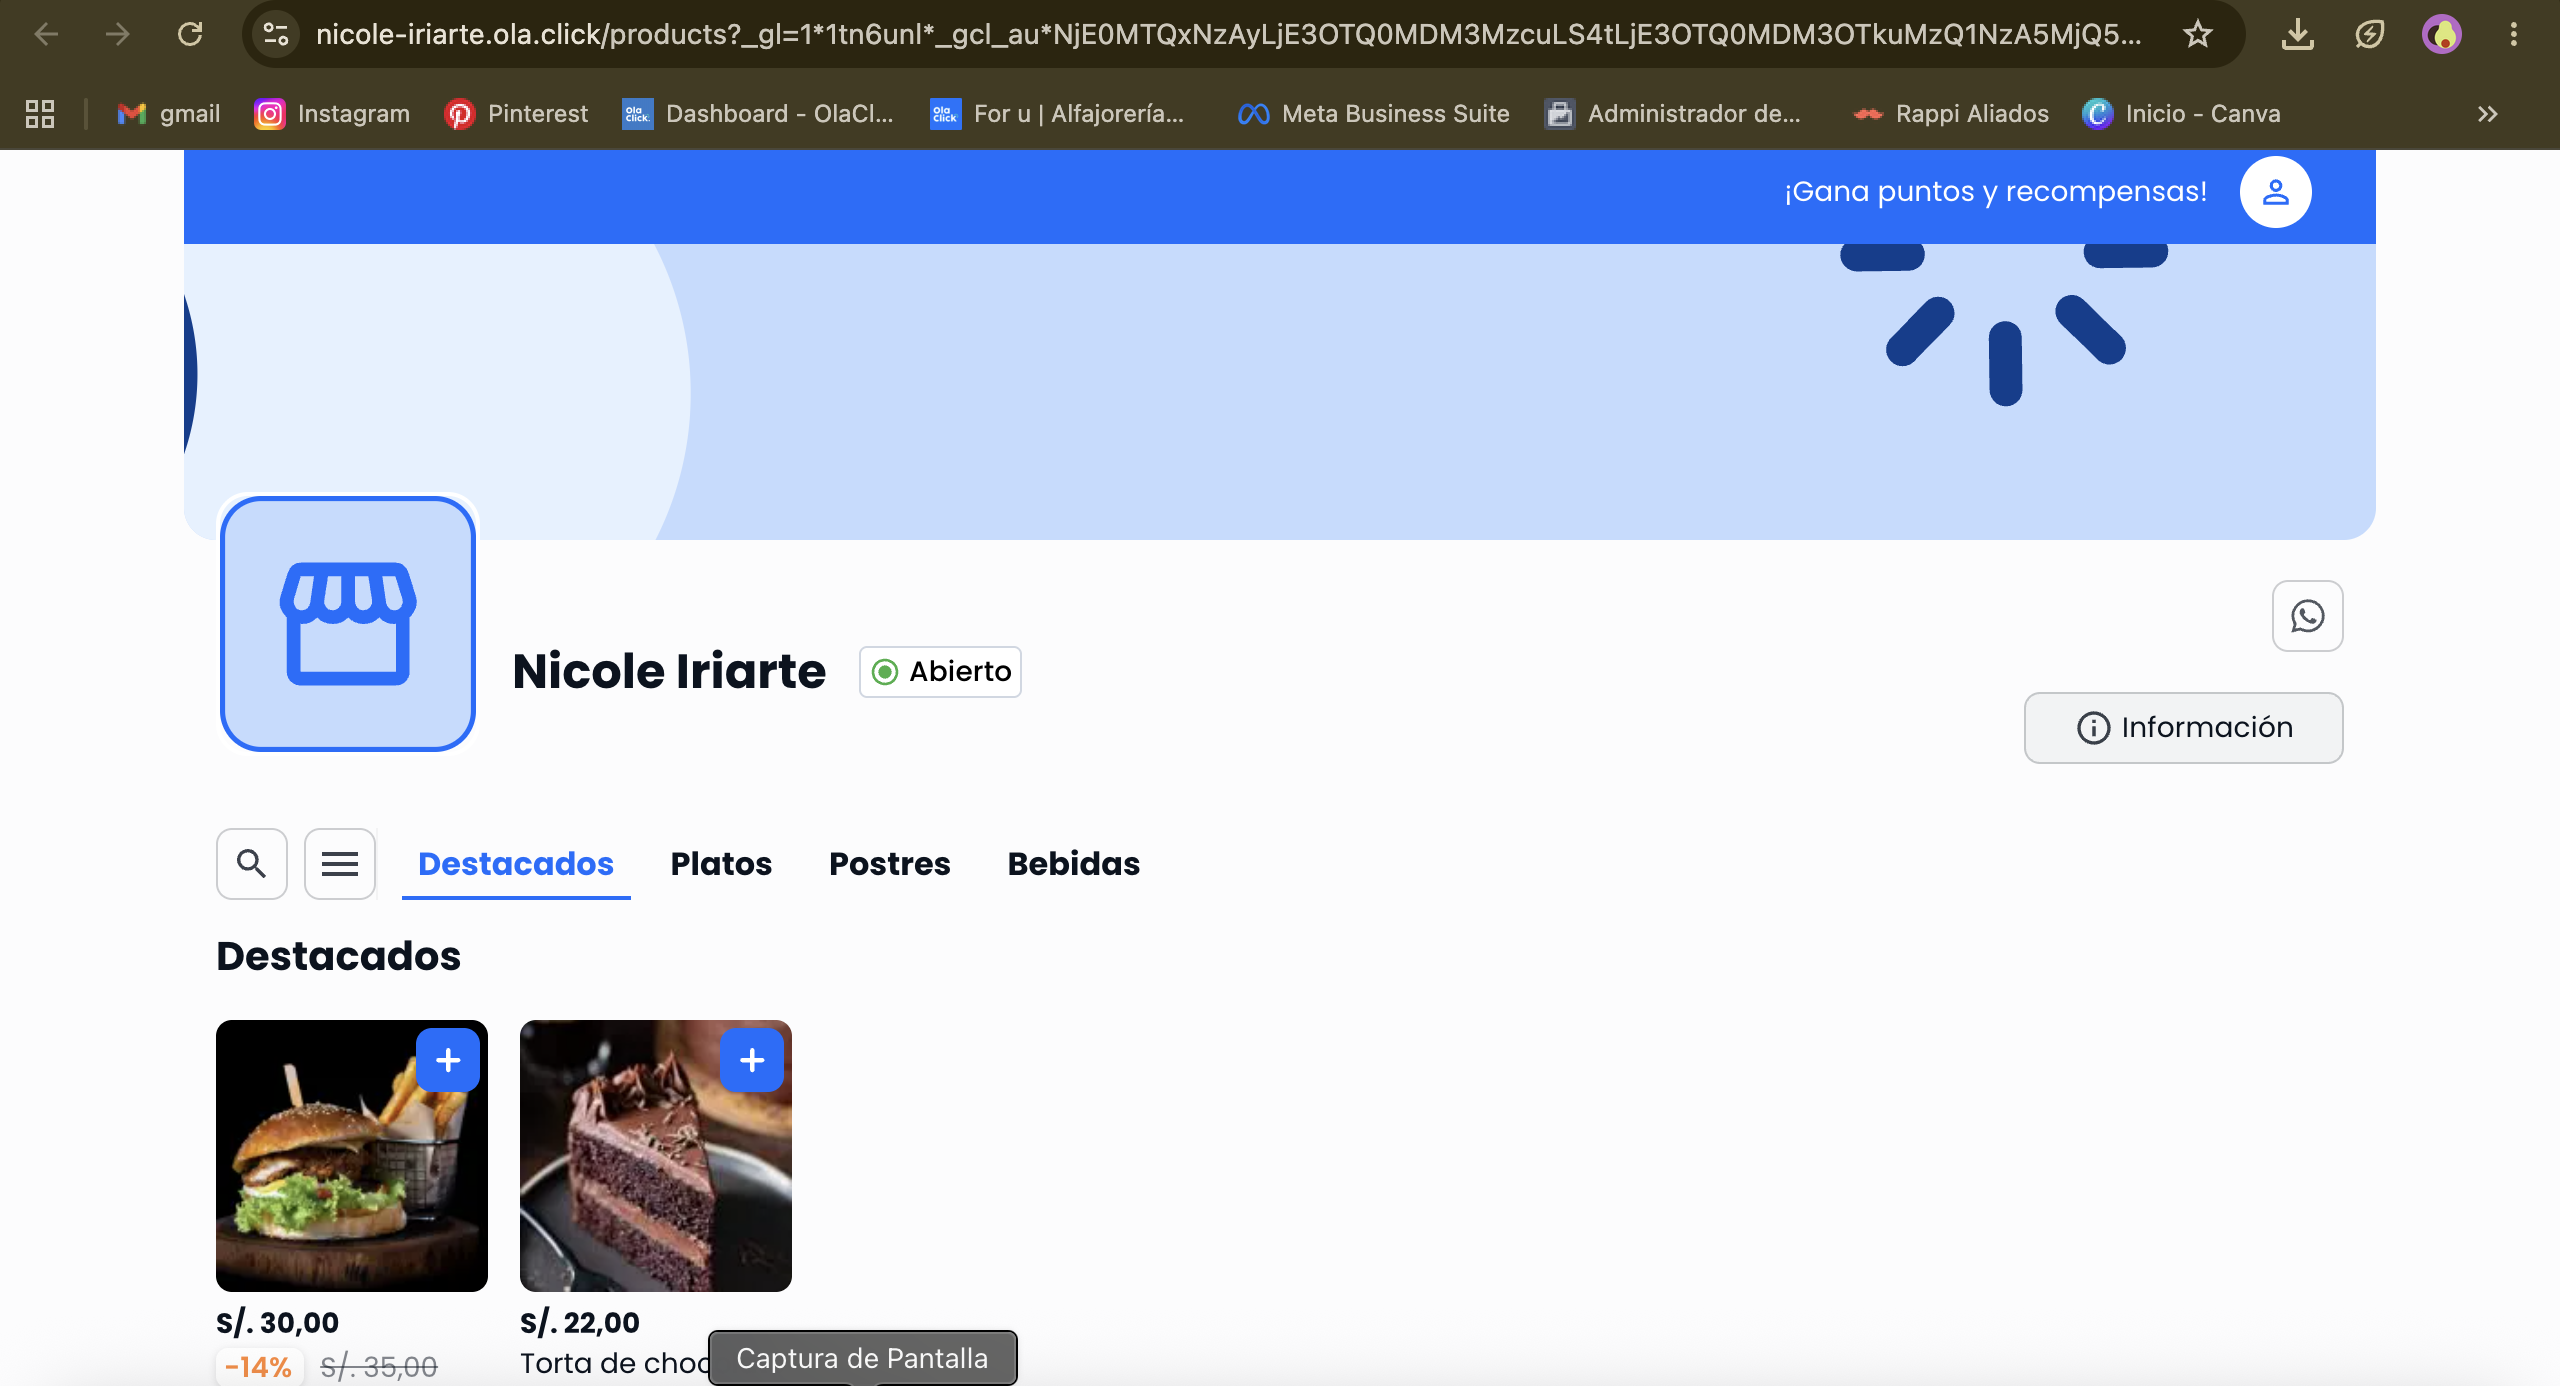 nicole-iriarte.ola.click/products?_gl=1*1tn6unl*_gcl_au*NjE0MTQxNzAyLjE3OTQ0MDM3MzcuLS4tLjE3OTQ0MDM3OTkuMzQ1NzA5MjQ5...
gmail
Instagram
Pinterest
Dashboard - OlaCl...
For u | Alfajorería...
Meta Business Suite
Administrador de...
Rappi Aliados
Inicio - Canva
¡Gana puntos y recompensas!
Nicole Iriarte
Abierto
Información
Destacados
Platos
Postres
Bebidas
Destacados
S/. 30,00
-14% S/. 35,00
S/. 22,00
Torta de choc
Captura de Pantalla